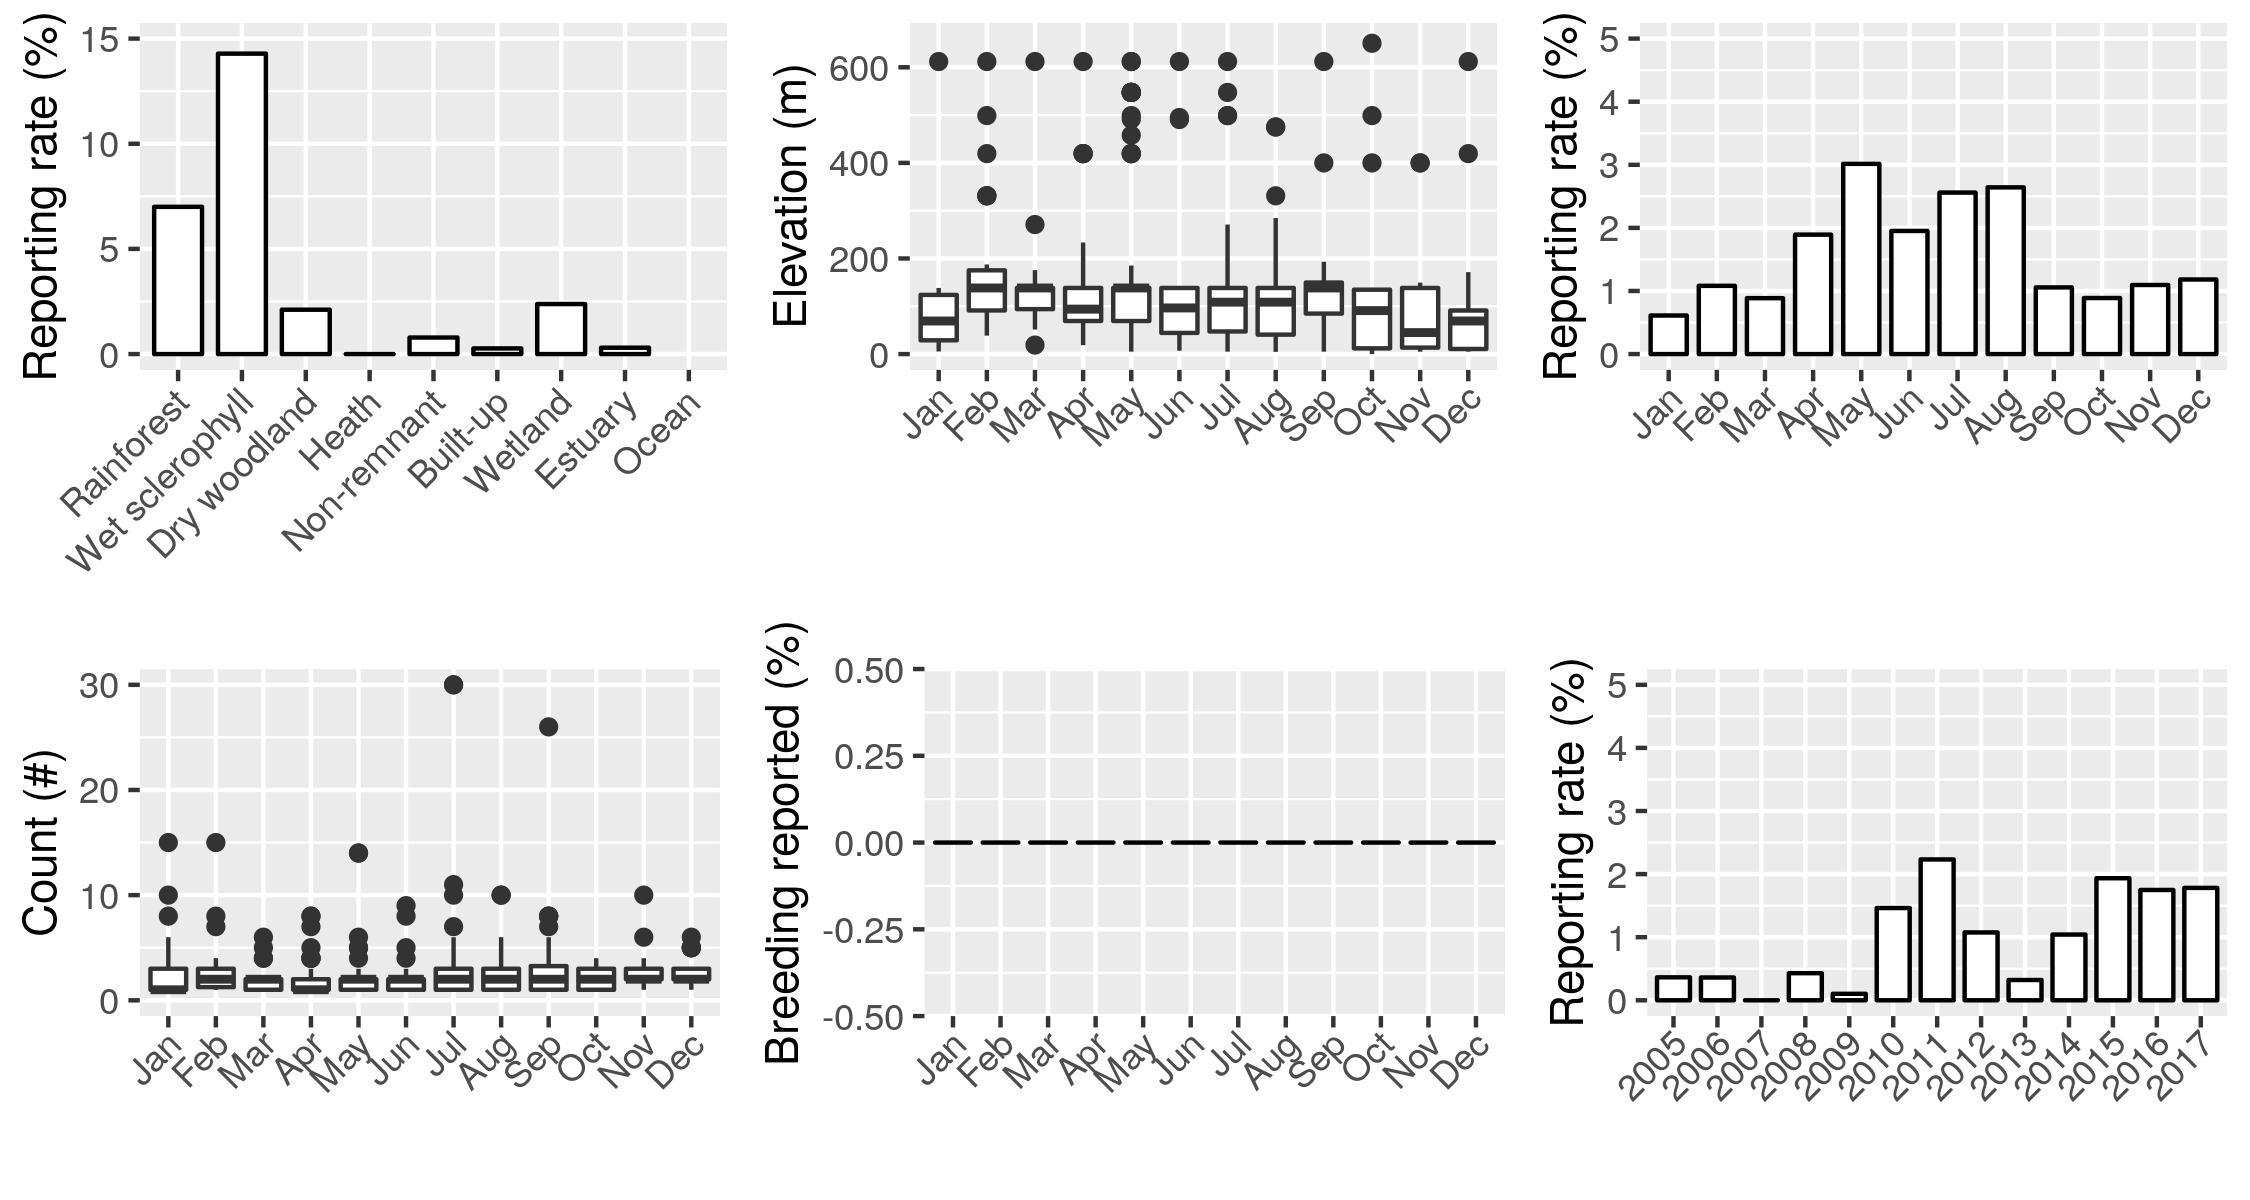 Reporting rate (%)
15
10
5
0
Rainforest
Wet sclerophyll
Dry woodland
Heath
Non-remnant
Built-up
Wetland
Estuary
Ocean
Elevation (m)
600
400
200
0
Jan
Feb
Mar
Apr
May
Jun
Jul
Aug
Sep
Oct
Nov
Dec
Reporting rate (%)
5
4
3
2
1
0
Jan
Feb
Mar
Apr
May
Jun
Jul
Aug
Sep
Oct
Nov
Dec
Count (#)
30
20
10
0
Jan
Feb
Mar
Apr
May
Jun
Jul
Aug
Sep
Oct
Nov
Dec
Breeding reported (%)
0.50
0.25
0.00
-0.25
-0.50
Jan
Feb
Mar
Apr
May
Jun
Jul
Aug
Sep
Oct
Nov
Dec
Reporting rate (%)
5
4
3
2
1
0
2005
2006
2007
2008
2009
2010
2011
2012
2013
2014
2015
2016
2017